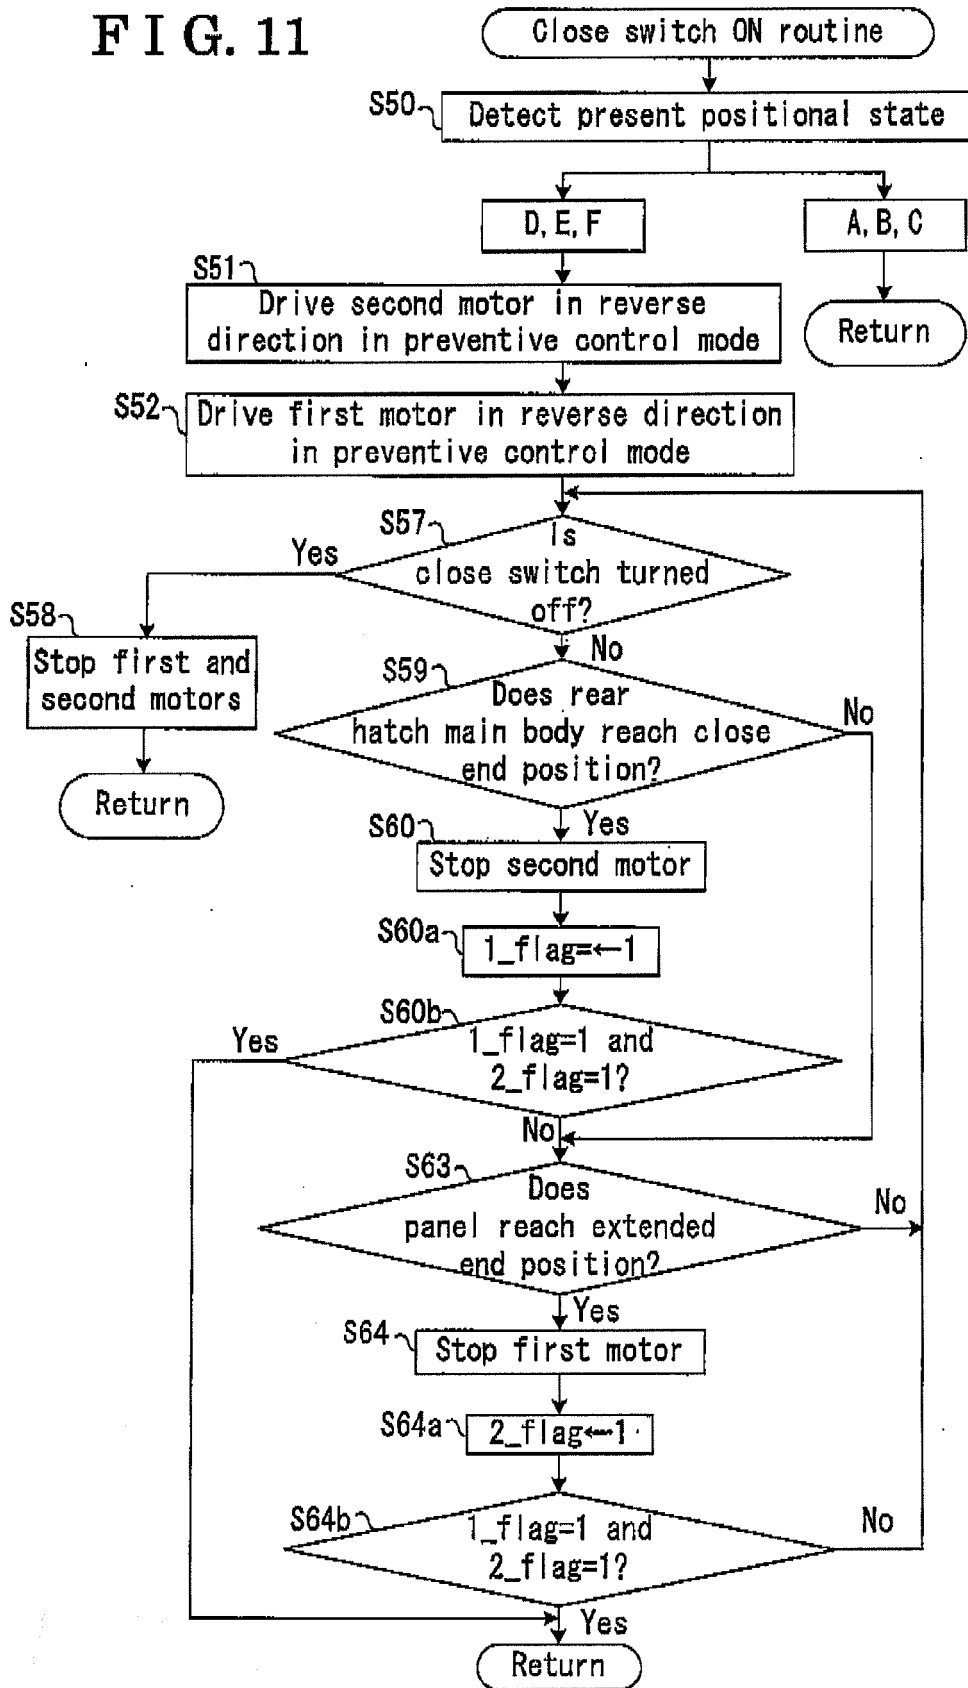 FIG. 11
Close switch ON routine
S50
Detect present positional state
D, E, F
A, B, C
S51
Drive second motor in reverse
direction in preventive control mode
Return
S52
Drive first motor in reverse direction
in preventive control mode
S57
Is
close switch turned
off?
Yes
No
S58
Stop first and
second motors
Return
S59
Does rear
hatch main body reach close
end position?
No
Yes
S60
Stop second motor
S60a
1_flag=←1
S60b
1_flag=1 and
2_flag=1?
Yes
No
S63
Does
panel reach extended
end position?
No
Yes
S64
Stop first motor
S64a
2_flag←1
S64b
1_flag=1 and
2_flag=1?
No
Yes
Return